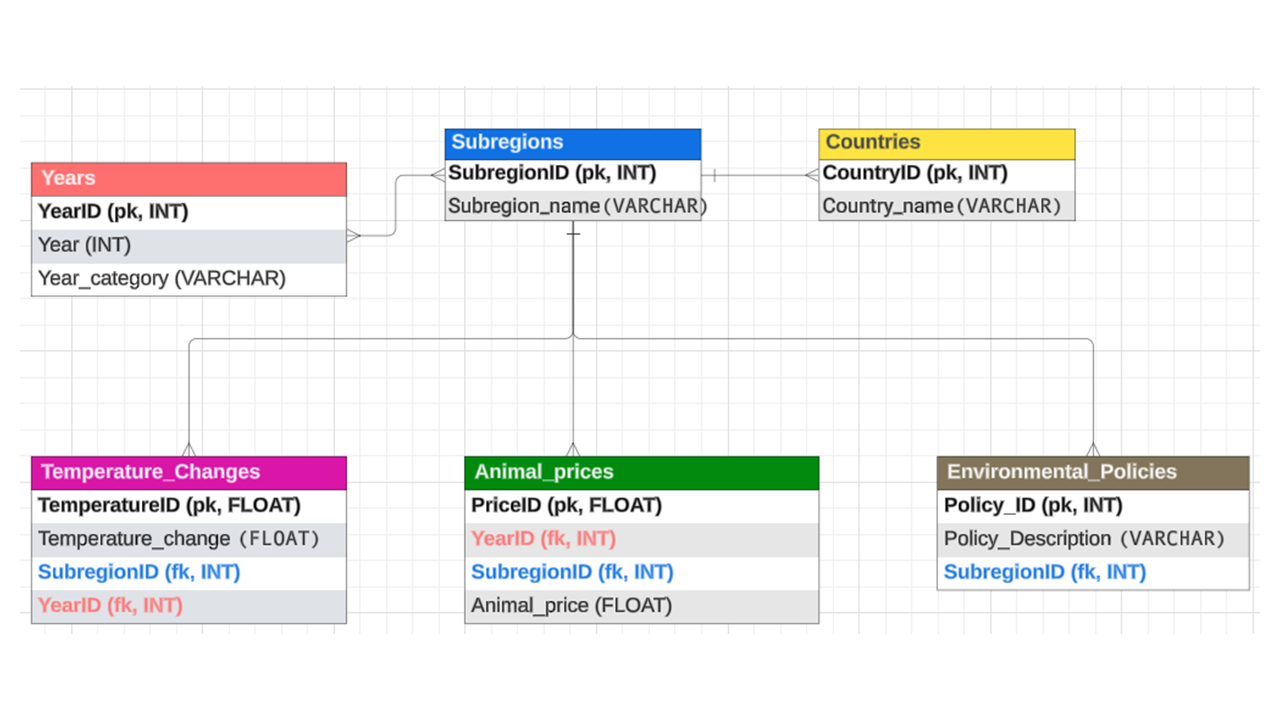 Subregions
SubregionID (pk, INT)
Subregion_name(VARCHAR)
Countries
CountryID (pk, INT)
Country_name(VARCHAR)
Years
YearID (pk, INT)
Year (INT)
Year_category (VARCHAR)
Temperature_Changes
TemperatureID (pk, FLOAT)
Temperature_change (FLOAT)
SubregionID (fk, INT)
YearID (fk, INT)
Animal_prices
PriceID (pk, FLOAT)
YearID (fk, INT)
SubregionID (fk, INT)
Animal_price (FLOAT)
Environmental_Policies
Policy_ID (pk, INT)
Policy_Description (VARCHAR)
SubregionID (fk, INT)